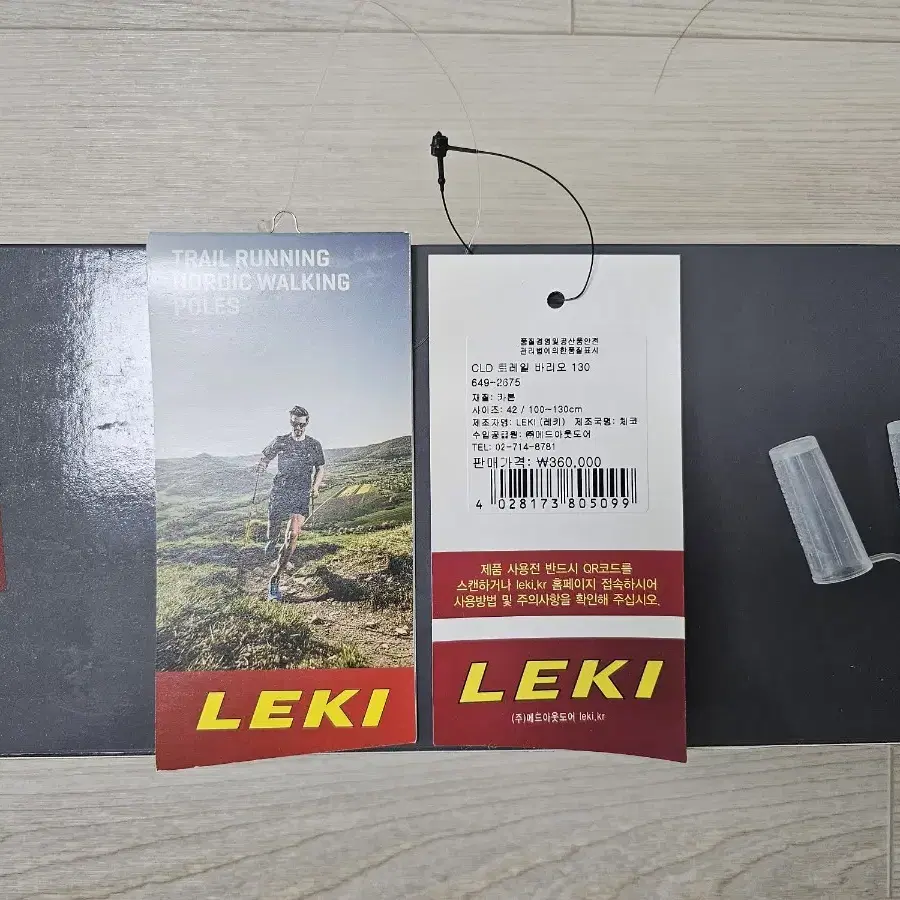 TRAIL RUNNING
NORDIC WALKING
POLES
LEKI
품질경영및공산품안전
관리법에의한품질표시
CLD 트레일 바리오 130
649-2675
재질: 카본
사이즈: 42 / 100~130cm
제조자명: LEKI (레키) 제조국명: 체코
수입공급원: ㈜메드아웃도어
TEL: 02-714-8781
판매가격: ₩360,000
4 028173 805099
제품 사용전 반드시 QR코드를
스캔하거나 leki.kr 홈페이지 접속하시어
사용방법 및 주의사항을 확인해 주십시오.
LEKI
(주)메드아웃도어 leki.kr